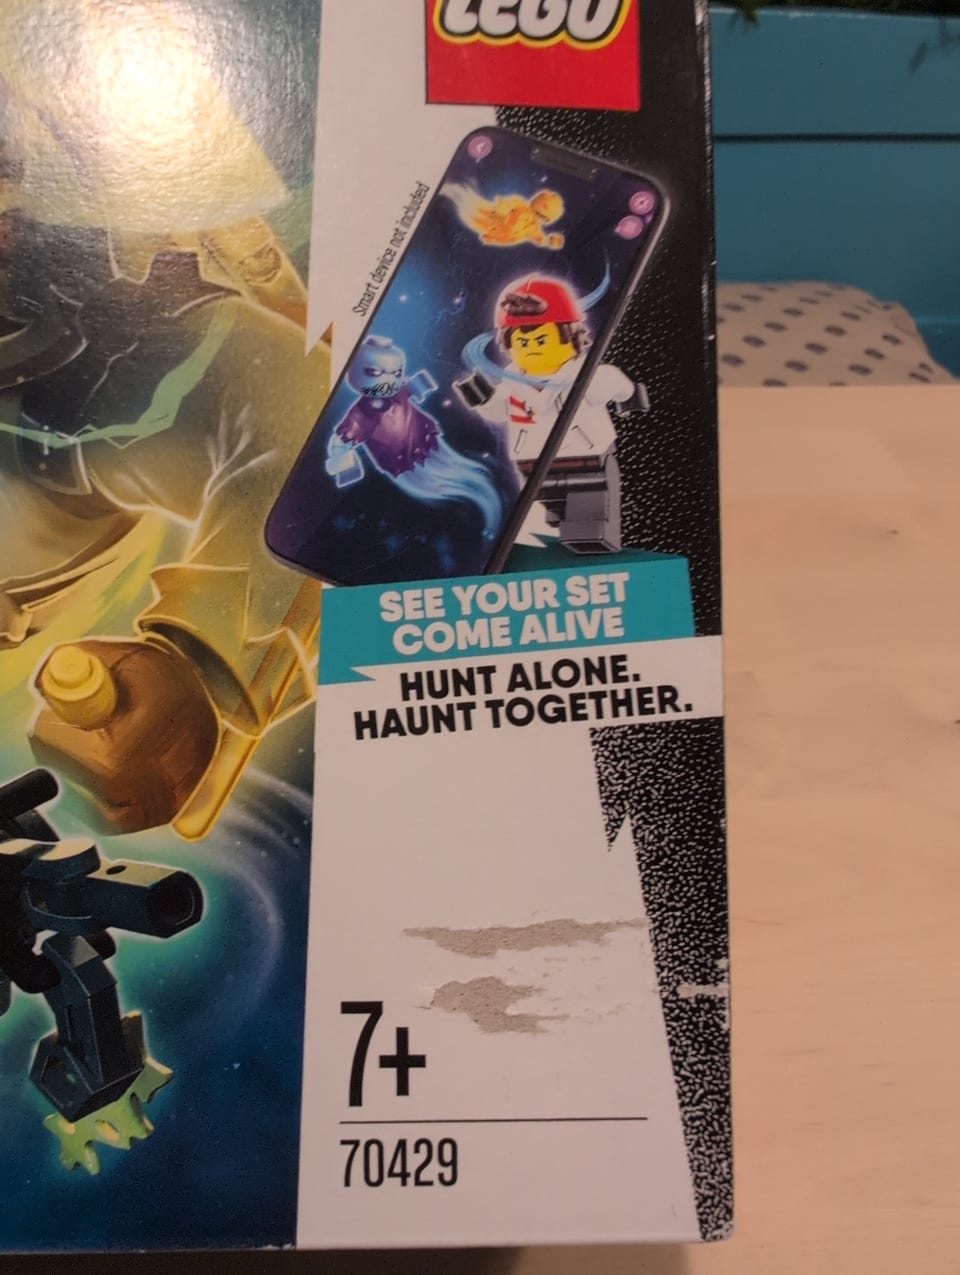 LEGO
Smart device not included
SEE YOUR SET
COME ALIVE
HUNT ALONE.
HAUNT TOGETHER.
7+
70429